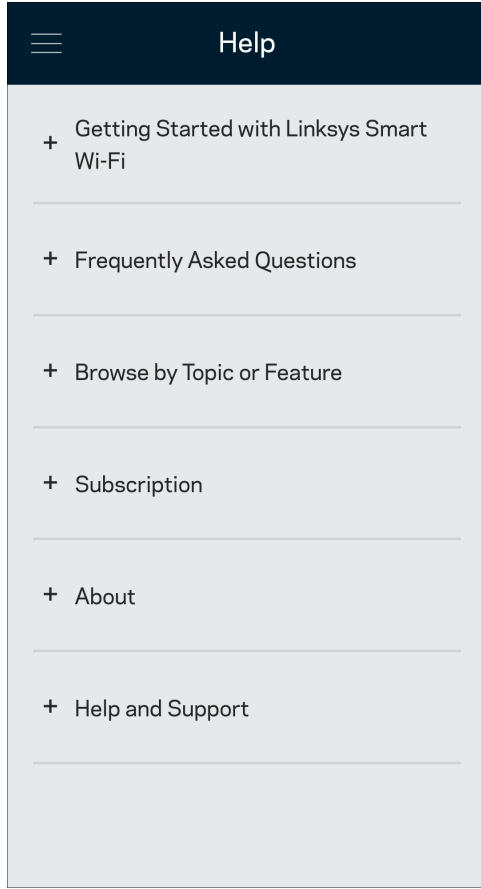 Help
+ Getting Started with Linksys Smart
Wi-Fi
+ Frequently Asked Questions
+ Browse by Topic or Feature
+ Subscription
+ About
+ Help and Support